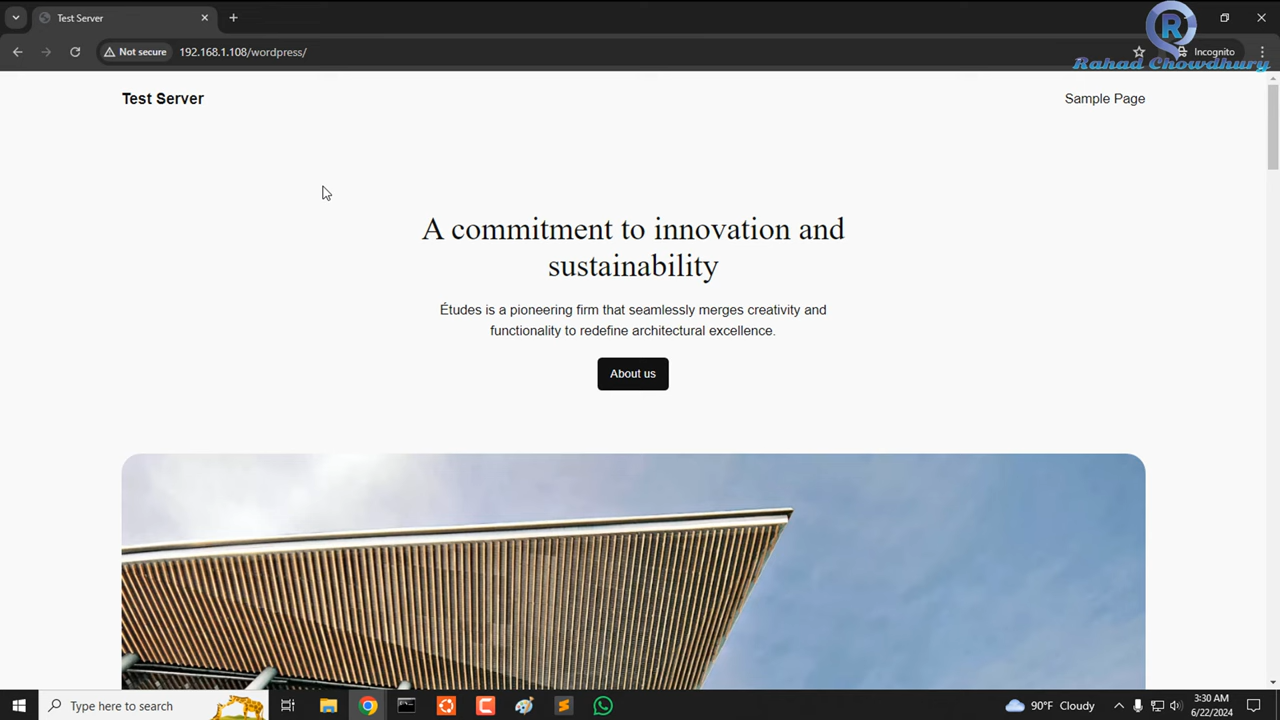 Test Server
Not secure
192.168.1.108/wordpress/
R
Incognito
Rahad Chowdhury
Test Server
Sample Page
A commitment to innovation and
sustainability
Études is a pioneering firm that seamlessly merges creativity and
functionality to redefine architectural excellence.
About us
Type here to search
90°F Cloudy
3:30 AM
6/22/2024